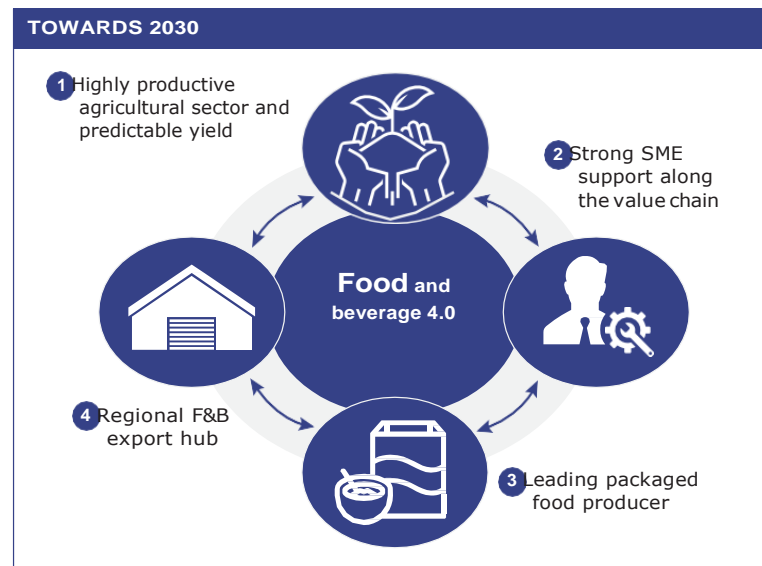 TOWARDS 2030
1 Highly productive
agricultural sector and
predictable yield
2 Strong SME
support along
the value chain
Food and
beverage 4.0
4 Regional F&B
export hub
3 Leading packaged
food producer